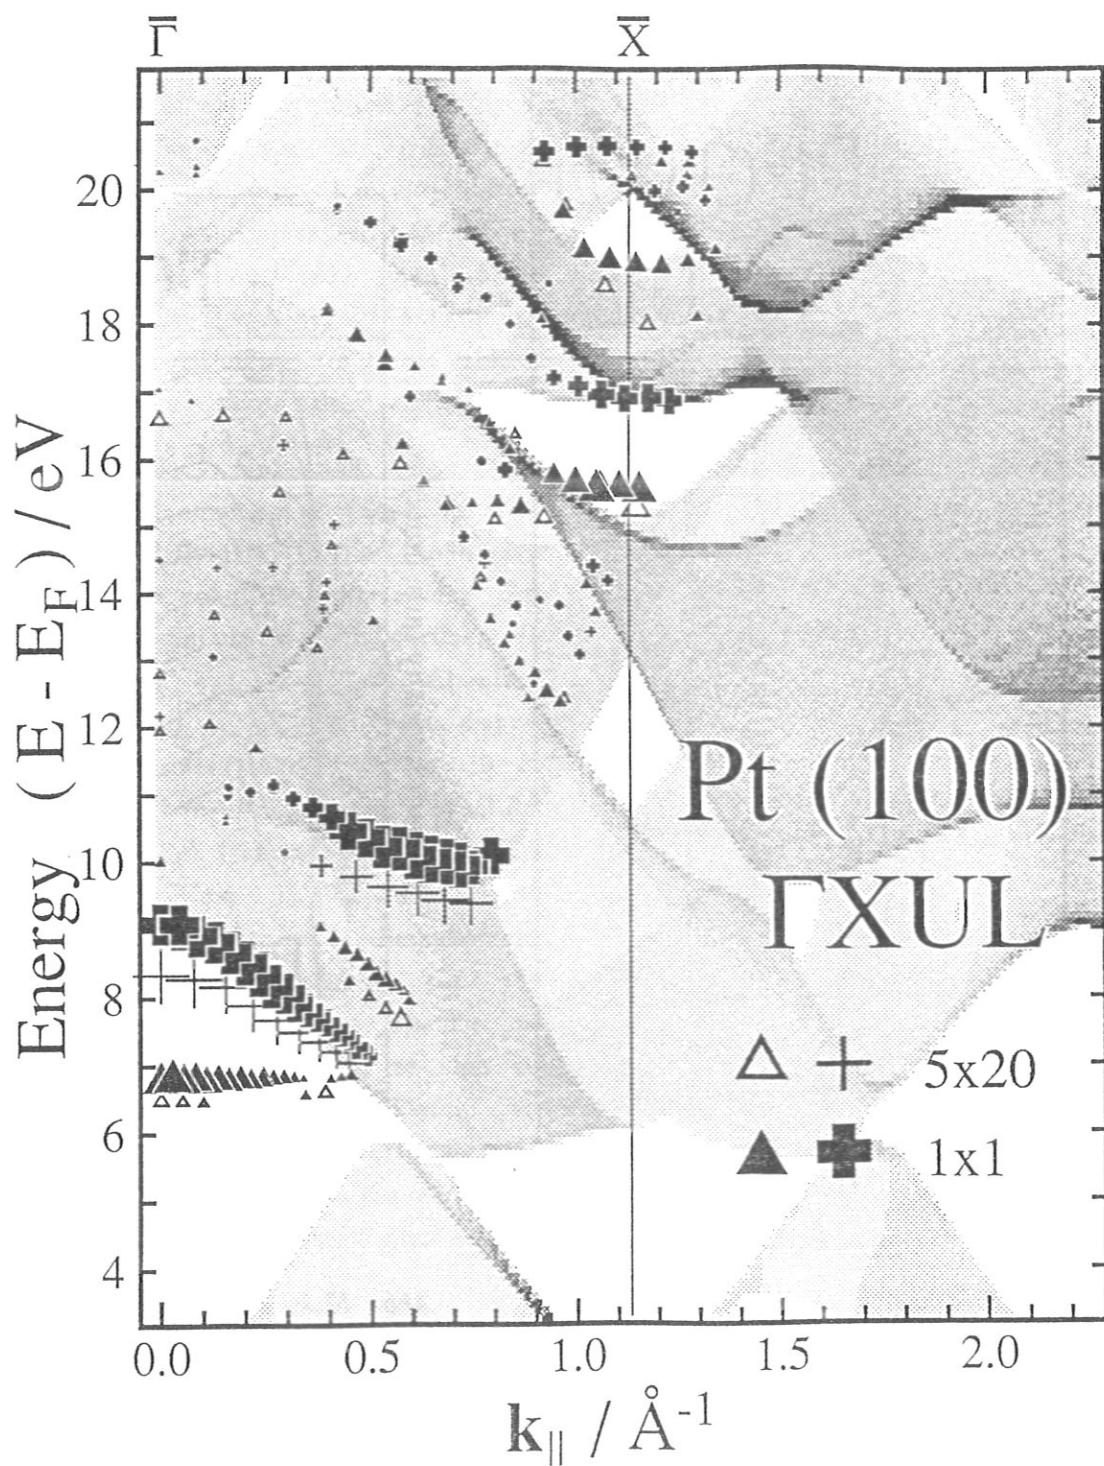 Γ̅ X̅
20
18
16
14
12
10
8
6
4
Energy (E - E_F) / eV
Pt (100)
ΓXUL
△ + 5x20
▲ ✚ 1x1
0.0 0.5 1.0 1.5 2.0
k_|| / Å⁻¹